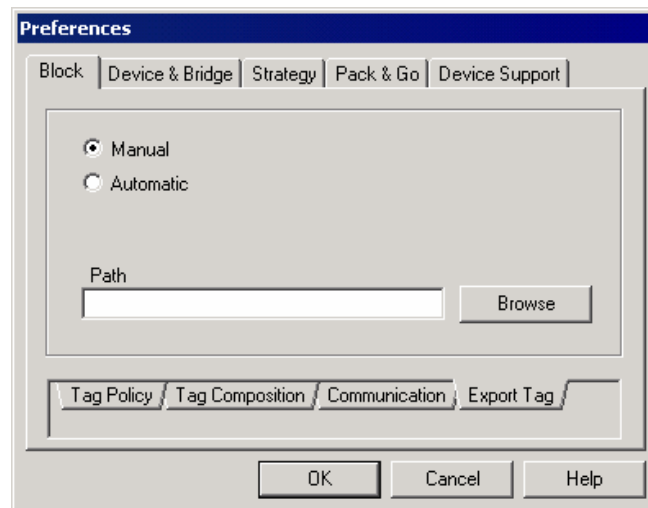 Preferences
Block Device & Bridge Strategy Pack & Go Device Support
Manual
Automatic
Path
Browse
Tag Policy Tag Composition Communication Export Tag
OK Cancel Help